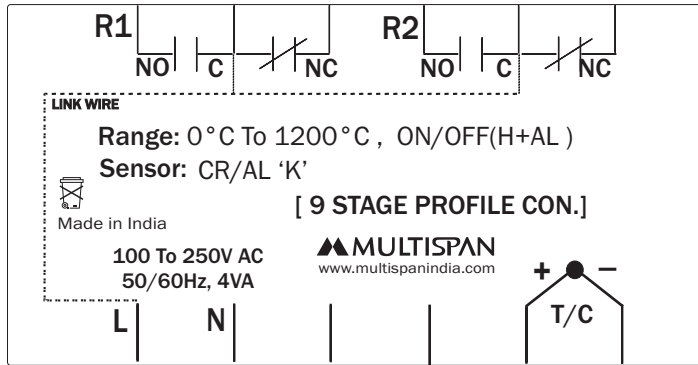 R1 R2
NO C NC NO C NC
LINK WIRE
Range: 0°C To 1200°C , ON/OFF(H+AL )
Sensor: CR/AL ‘K’
[ 9 STAGE PROFILE CON.]
Made in India
100 To 250V AC
50/60Hz, 4VA
MULTISPAN
www.multispanindia.com
+ −
T/C
L N